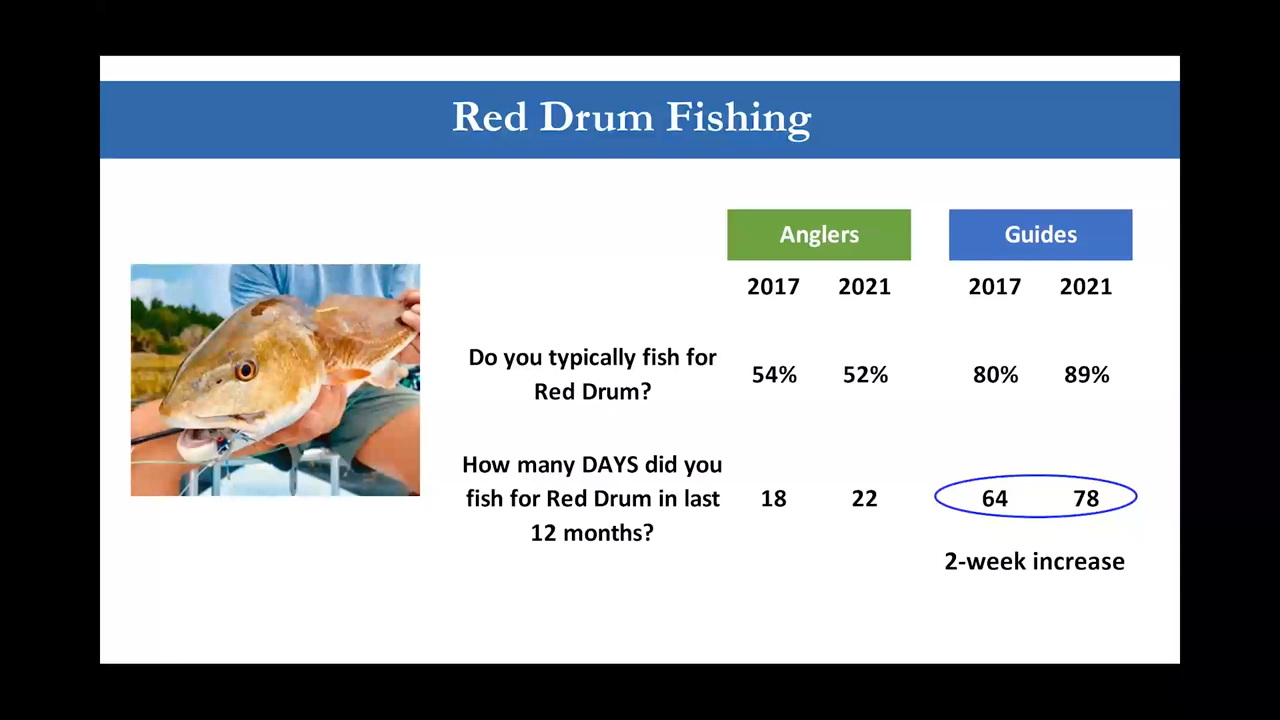 Red Drum Fishing
Anglers Guides
2017 2021 2017 2021
Do you typically fish for
Red Drum?
54% 52% 80% 89%
How many DAYS did you
fish for Red Drum in last
12 months?
18 22 64 78
2-week increase